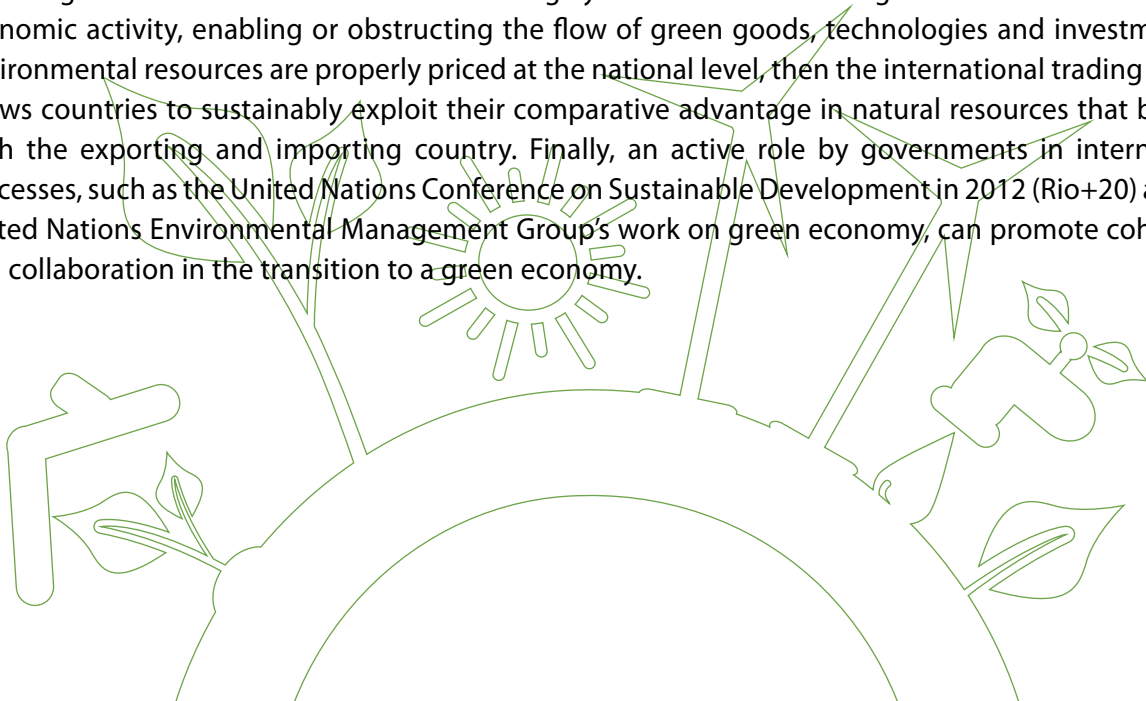 nomic activity, enabling or obstructing the flow of green goods, technologies and investm
ironmental resources are properly priced at the national level, then the international trading
ws countries to sustainably exploit their comparative advantage in natural resources that b
h the exporting and importing country. Finally, an active role by governments in intern
cesses, such as the United Nations Conference on Sustainable Development in 2012 (Rio+20) a
ted Nations Environmental Management Group's work on green economy, can promote coh
collaboration in the transition to a green economy.